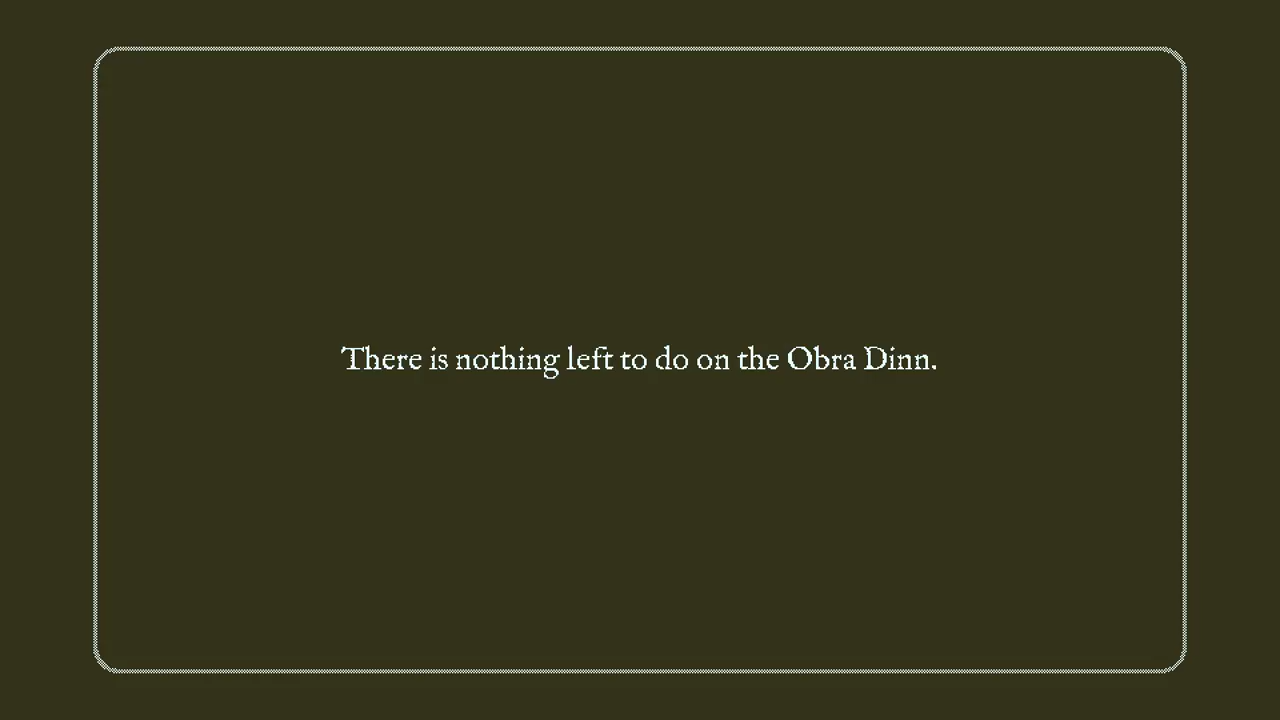 There is nothing left to do on the Obra Dinn.